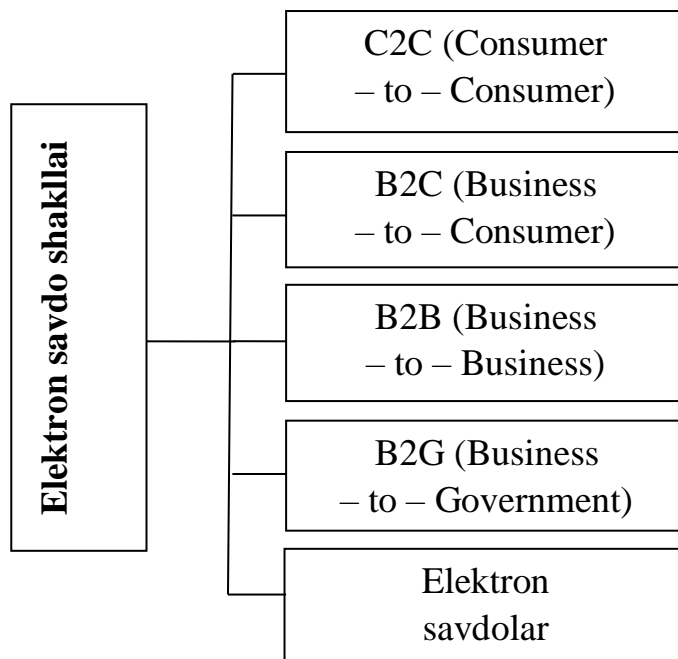 Elektron savdo shakllai
C2C (Consumer
– to – Consumer)
B2C (Business
– to – Consumer)
B2B (Business
– to – Business)
B2G (Business
– to – Government)
Elektron
savdolar